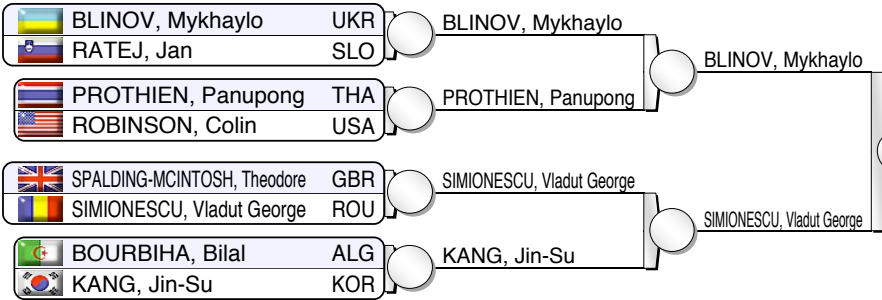 BLINOV, Mykhaylo UKR
RATEJ, Jan SLO
PROTHIEN, Panupong THA
ROBINSON, Colin USA
SPALDING-MCINTOSH, Theodore GBR
SIMIONESCU, Vladut George ROU
BOURBIHA, Bilal ALG
KANG, Jin-Su KOR
BLINOV, Mykhaylo
PROTHIEN, Panupong
SIMIONESCU, Vladut George
KANG, Jin-Su
BLINOV, Mykhaylo
SIMIONESCU, Vladut George